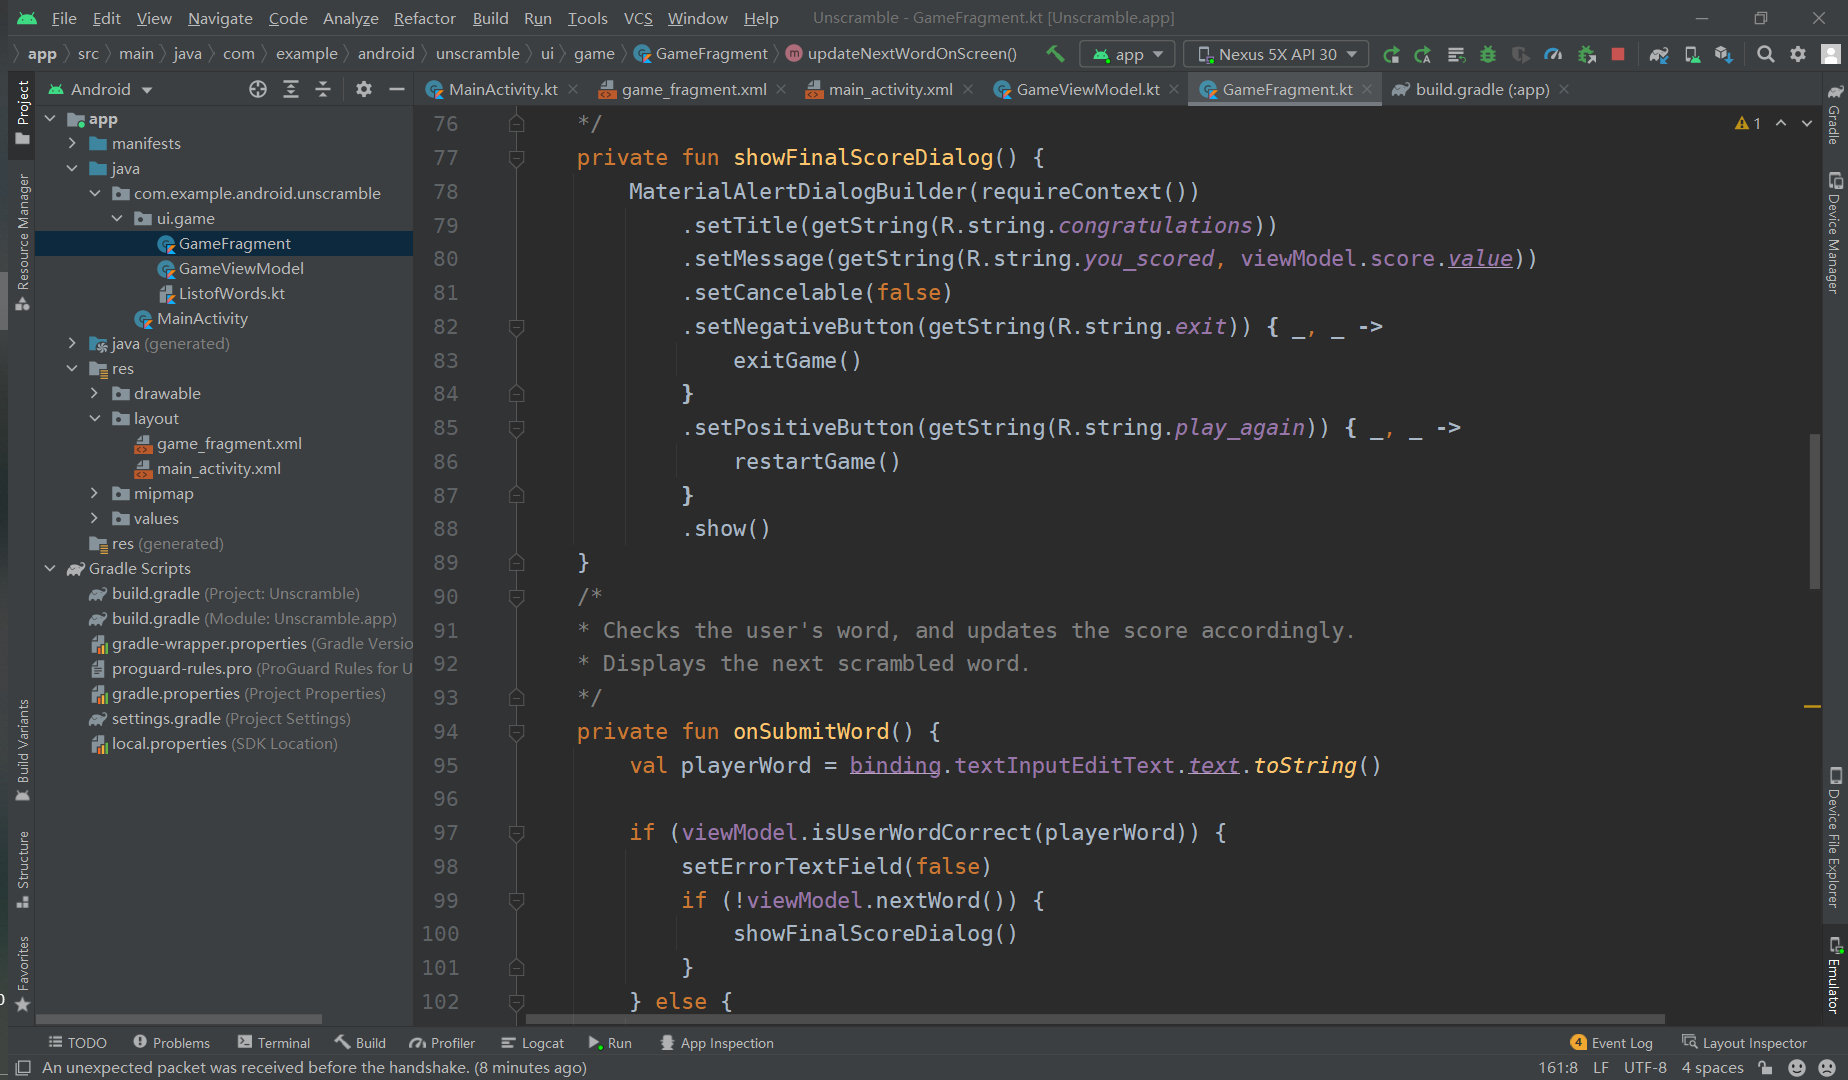 File Edit View Navigate Code Analyze Refactor Build Run Tools VCS Window Help Unscramble - GameFragment.kt [Unscramble.app]
app src main java com example android unscramble ui game GameFragment updateNextWordOnScreen() app Nexus 5X API 30
Android
MainActivity.kt game_fragment.xml main_activity.xml GameViewModel.kt GameFragment.kt build.gradle (:app)
Project
Resource Manager
Build Variants
Structure
Favorites
app
manifests
java
com.example.android.unscramble
ui.game
GameFragment
GameViewModel
ListofWords.kt
MainActivity
java (generated)
res
drawable
layout
game_fragment.xml
main_activity.xml
mipmap
values
res (generated)
Gradle Scripts
build.gradle (Project: Unscramble)
build.gradle (Module: Unscramble.app)
gradle-wrapper.properties (Gradle Versio
proguard-rules.pro (ProGuard Rules for U
gradle.properties (Project Properties)
settings.gradle (Project Settings)
local.properties (SDK Location)
1
76 */
77 private fun showFinalScoreDialog() {
78 MaterialAlertDialogBuilder(requireContext())
79 .setTitle(getString(R.string.congratulations))
80 .setMessage(getString(R.string.you_scored, viewModel.score.value))
81 .setCancelable(false)
82 .setNegativeButton(getString(R.string.exit)) { _, _ ->
83 exitGame()
84 }
85 .setPositiveButton(getString(R.string.play_again)) { _, _ ->
86 restartGame()
87 }
88 .show()
89 }
90 /*
91 * Checks the user's word, and updates the score accordingly.
92 * Displays the next scrambled word.
93 */
94 private fun onSubmitWord() {
95 val playerWord = binding.textInputEditText.text.toString()
96
97 if (viewModel.isUserWordCorrect(playerWord)) {
98 setErrorTextField(false)
99 if (!viewModel.nextWord()) {
100 showFinalScoreDialog()
101 }
102 } else {
Gradle
Device Manager
Device File Explorer
Emulator
TODO Problems Terminal Build Profiler Logcat Run App Inspection 4 Event Log Layout Inspector
An unexpected packet was received before the handshake. (8 minutes ago) 161:8 LF UTF-8 4 spaces